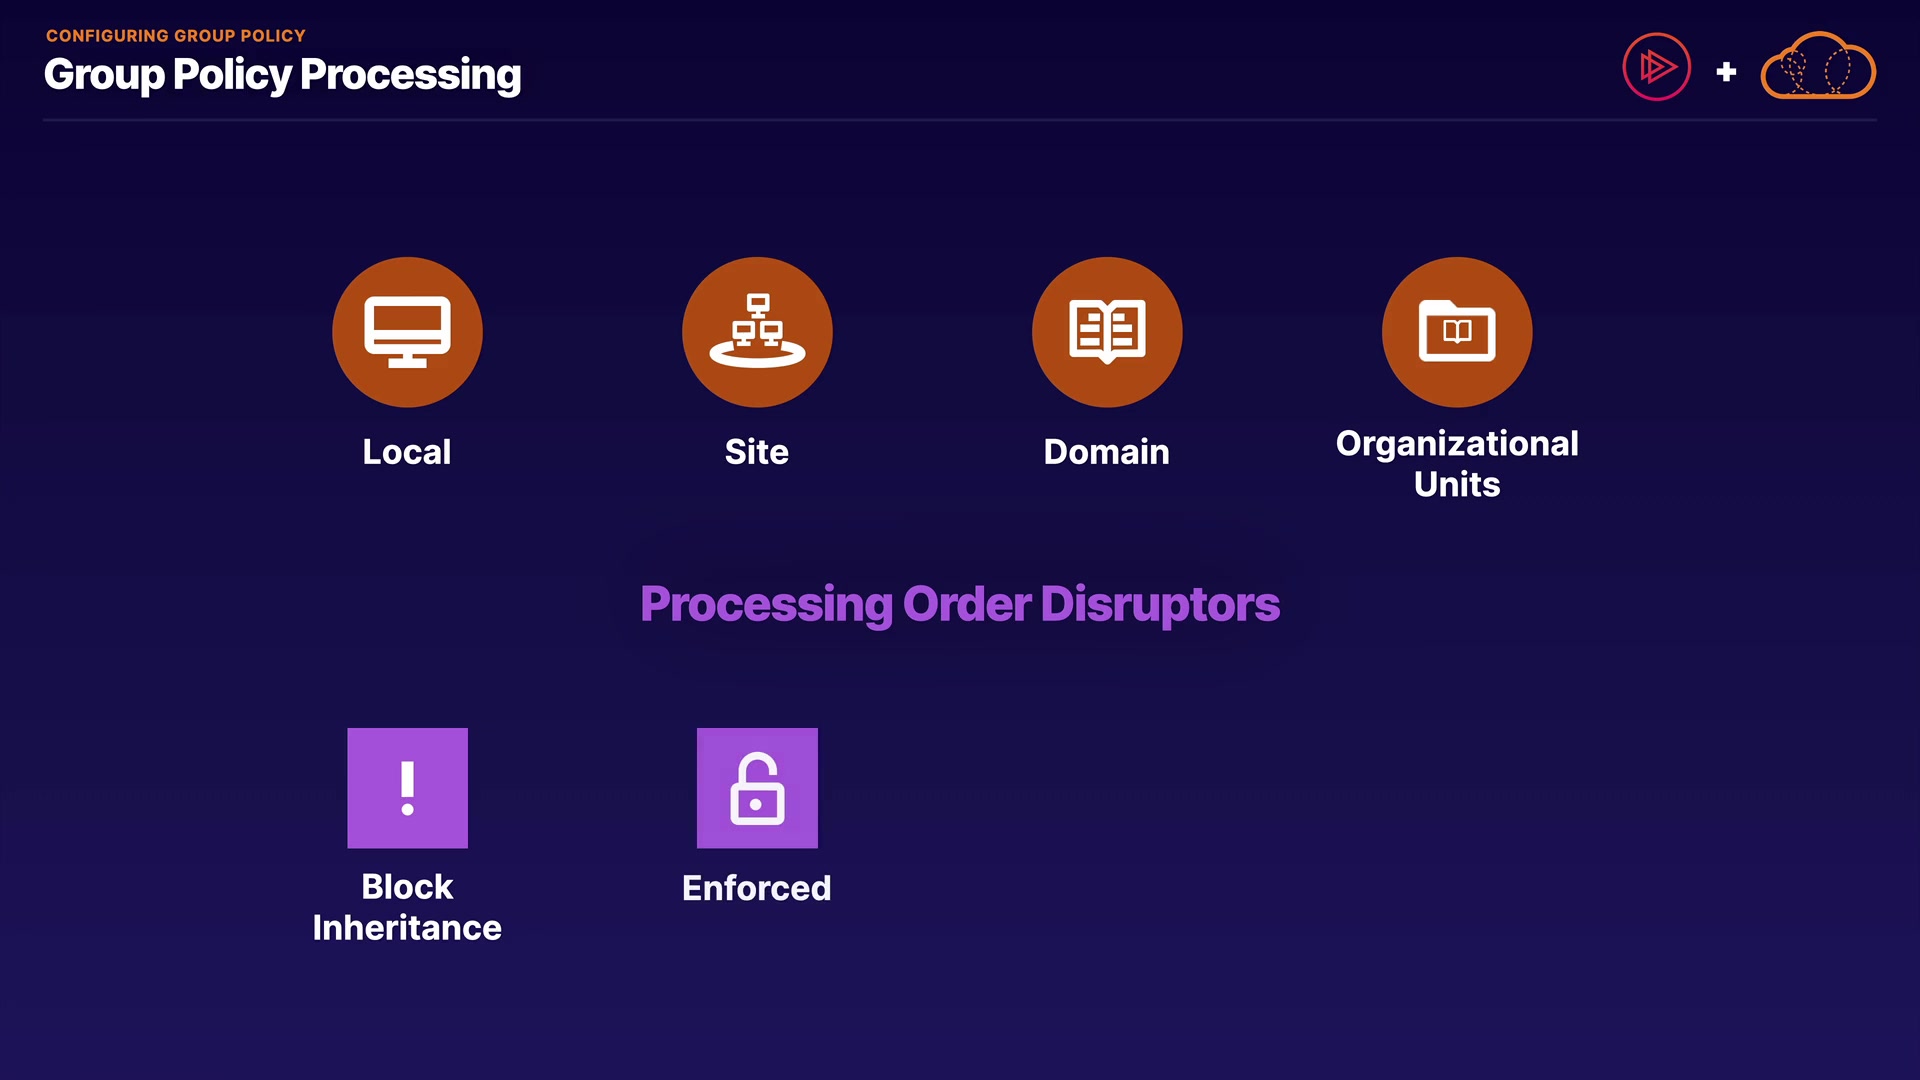 CONFIGURING GROUP POLICY
Group Policy Processing
+
Local
Site
Domain
Organizational
Units
Processing Order Disruptors
!
Block
Inheritance
Enforced